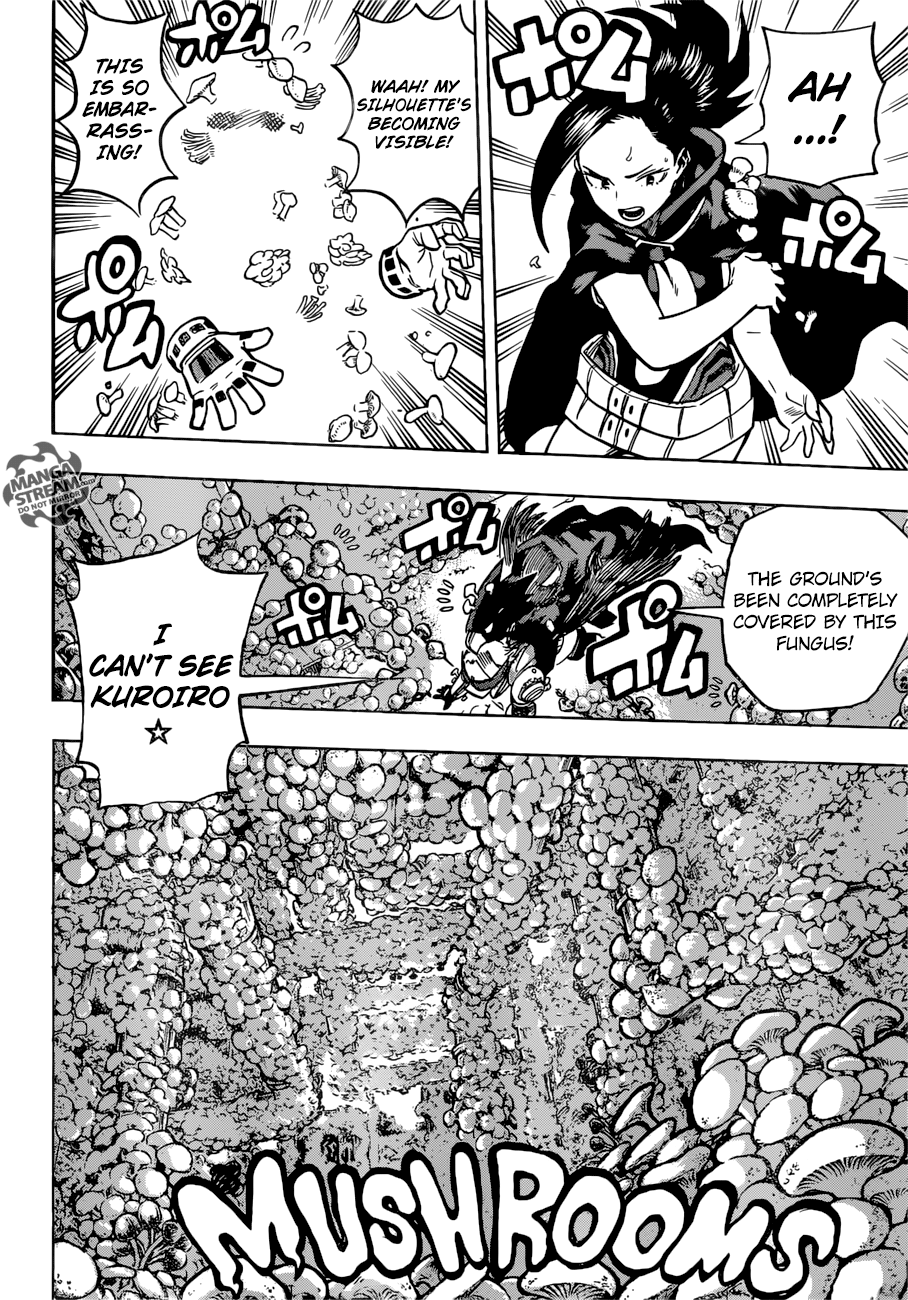 AH
...!
ポム
ポム
WAAH! MY
SILHOUETTE'S
BECOMING
VISIBLE!
ポム
THIS
IS SO
EMBAR-
RASS-
ING!
ポム
MANGA
STREAM.com
DO NOT MIRROR
THE GROUND'S
BEEN COMPLETELY
COVERED BY THIS
FUNGUS!
ポム
ポム
ポム
I
CAN'T SEE
KUROIRO
☆
MUSHROOMS